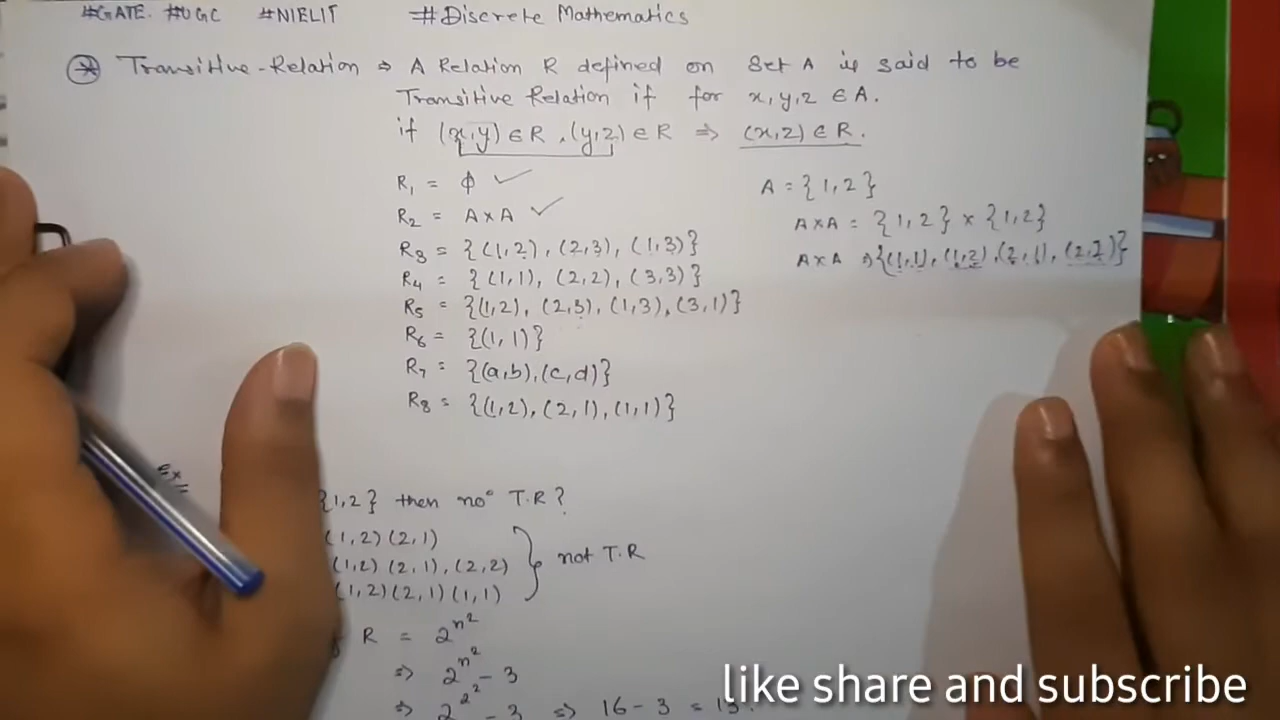 #GATE. #UGC #NIELIT #Discrete Mathematics
* Transitive-Relation ⇒ A Relation R defined on Set A is said to be
Transitive Relation if for x,y,z ∈ A.
if (x,y) ∈ R, (y,z) ∈ R ⇒ (x,z) ∈ R.
R₁ = ϕ ✓
R₂ = A×A ✓
R₃ = {(1,2), (2,3), (1,3)}
R₄ = {(1,1), (2,2), (3,3)}
R₅ = {(1,2), (2,3), (1,3), (3,1)}
R₆ = {(1,1)}
R₇ = {(a,b),(c,d)}
R₈ = {(1,2), (2,1), (1,1)}
A = {1,2}
A×A = {1,2} × {1,2}
A×A ⇒ {(1,1), (1,2), (2,1), (2,2)}
Ex
{1,2} then no° T.R?
(1,2) (2,1)
(1,2) (2,1), (2,2) } not T.R
(1,2) (2,1) (1,1)
R = 2^n²
⇒ 2^n² - 3
⇒ 2^2² - 3 ⇒ 16 - 3 = 13.
like share and subscribe